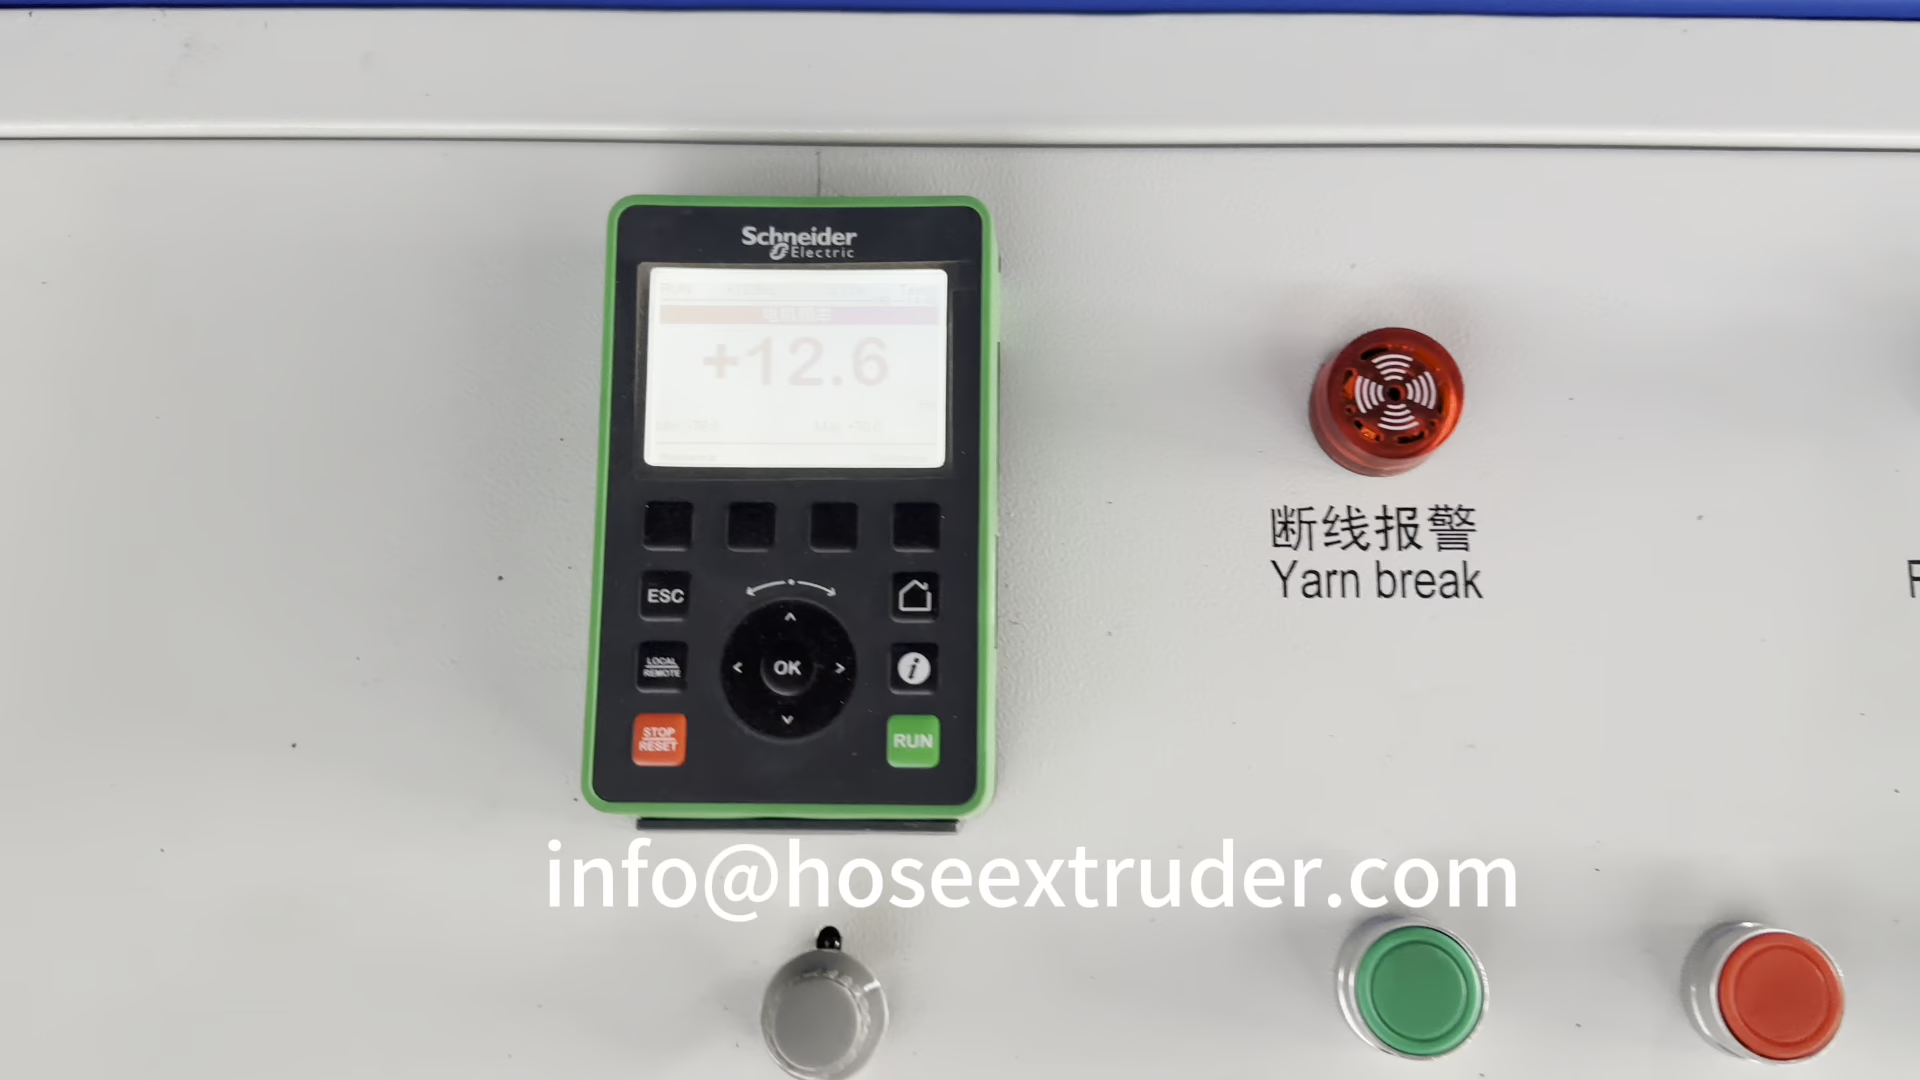 Schneider
Electric
RUN
+12.6
ESC
LOCAL
REMOTE
OK
i
STOP
RESET
RUN
断线报警
Yarn break
info@hoseextruder.com